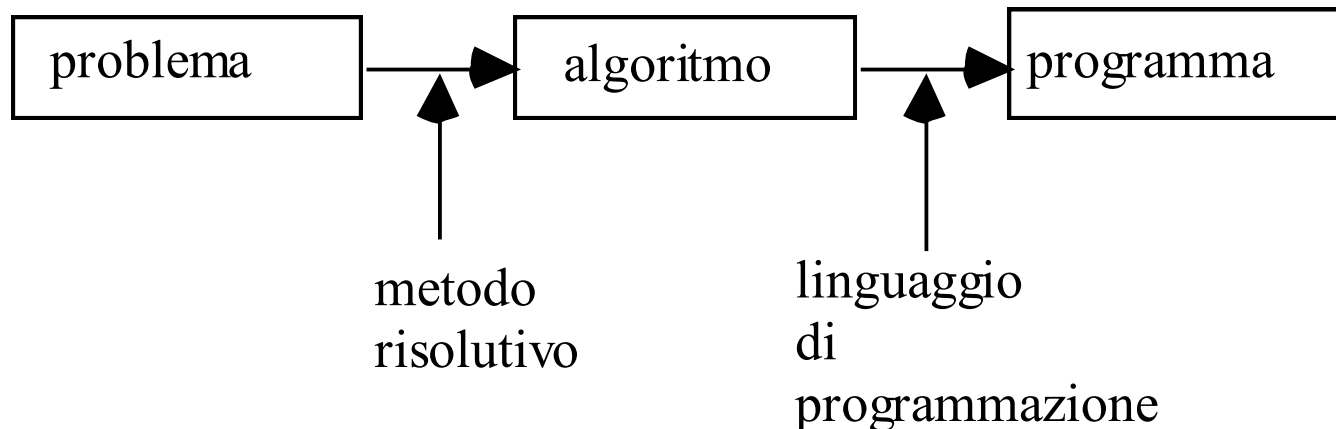 problema
algoritmo
programma
metodo
risolutivo
linguaggio
di
programmazione